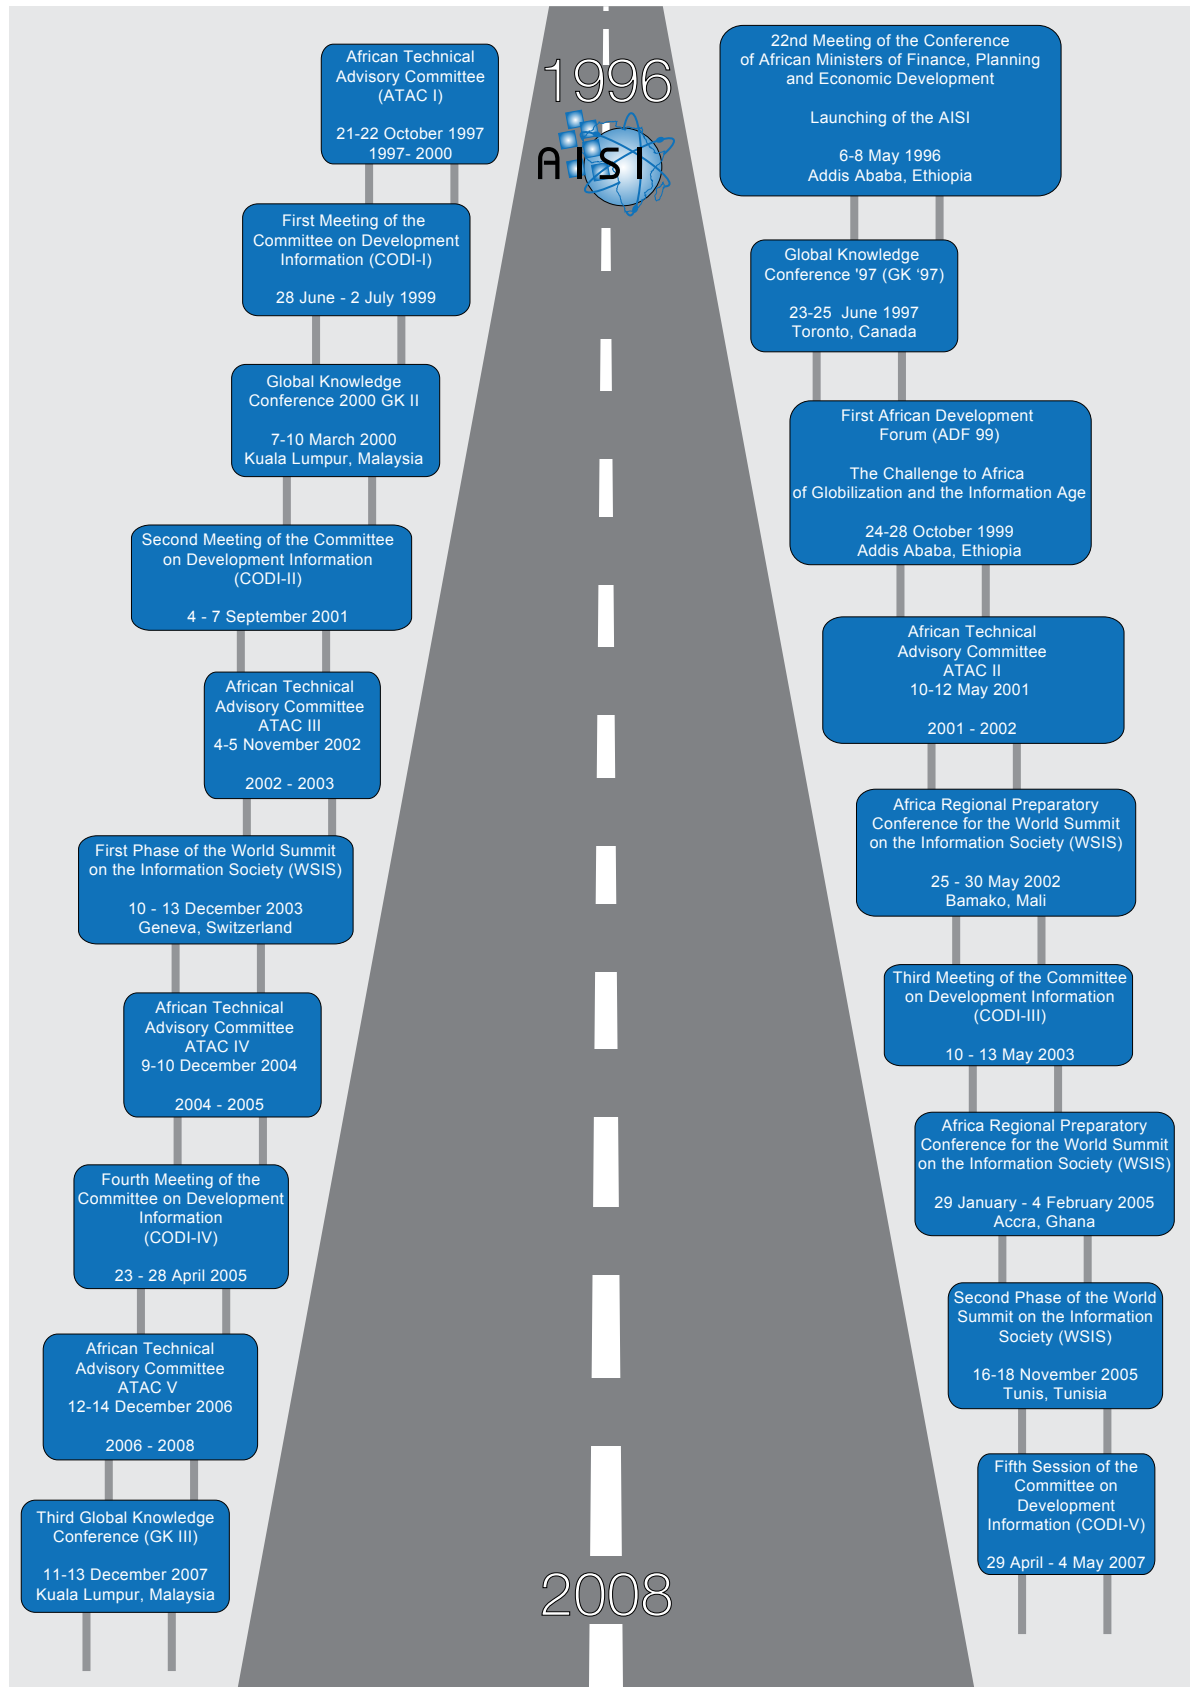 1996
AISI
African Technical
Advisory Committee
(ATAC I)
21-22 October 1997
1997- 2000
First Meeting of the
Committee on Development
Information (CODI-I)
28 June - 2 July 1999
Global Knowledge
Conference 2000 GK II
7-10 March 2000
Kuala Lumpur, Malaysia
Second Meeting of the Committee
on Development Information
(CODI-II)
4 - 7 September 2001
African Technical
Advisory Committee
ATAC III
4-5 November 2002
2002 - 2003
First Phase of the World Summit
on the Information Society (WSIS)
10 - 13 December 2003
Geneva, Switzerland
African Technical
Advisory Committee
ATAC IV
9-10 December 2004
2004 - 2005
Fourth Meeting of the
Committee on Development
Information
(CODI-IV)
23 - 28 April 2005
African Technical
Advisory Committee
ATAC V
12-14 December 2006
2006 - 2008
Third Global Knowledge
Conference (GK III)
11-13 December 2007
Kuala Lumpur, Malaysia
22nd Meeting of the Conference
of African Ministers of Finance, Planning
and Economic Development
Launching of the AISI
6-8 May 1996
Addis Ababa, Ethiopia
Global Knowledge
Conference '97 (GK ‘97)
23-25 June 1997
Toronto, Canada
First African Development
Forum (ADF 99)
The Challenge to Africa
of Globilization and the Information Age
24-28 October 1999
Addis Ababa, Ethiopia
African Technical
Advisory Committee
ATAC II
10-12 May 2001
2001 - 2002
Africa Regional Preparatory
Conference for the World Summit
on the Information Society (WSIS)
25 - 30 May 2002
Bamako, Mali
Third Meeting of the Committee
on Development Information
(CODI-III)
10 - 13 May 2003
Africa Regional Preparatory
Conference for the World Summit
on the Information Society (WSIS)
29 January - 4 February 2005
Accra, Ghana
Second Phase of the World
Summit on the Information
Society (WSIS)
16-18 November 2005
Tunis, Tunisia
Fifth Session of the
Committee on
Development
Information (CODI-V)
29 April - 4 May 2007
2008